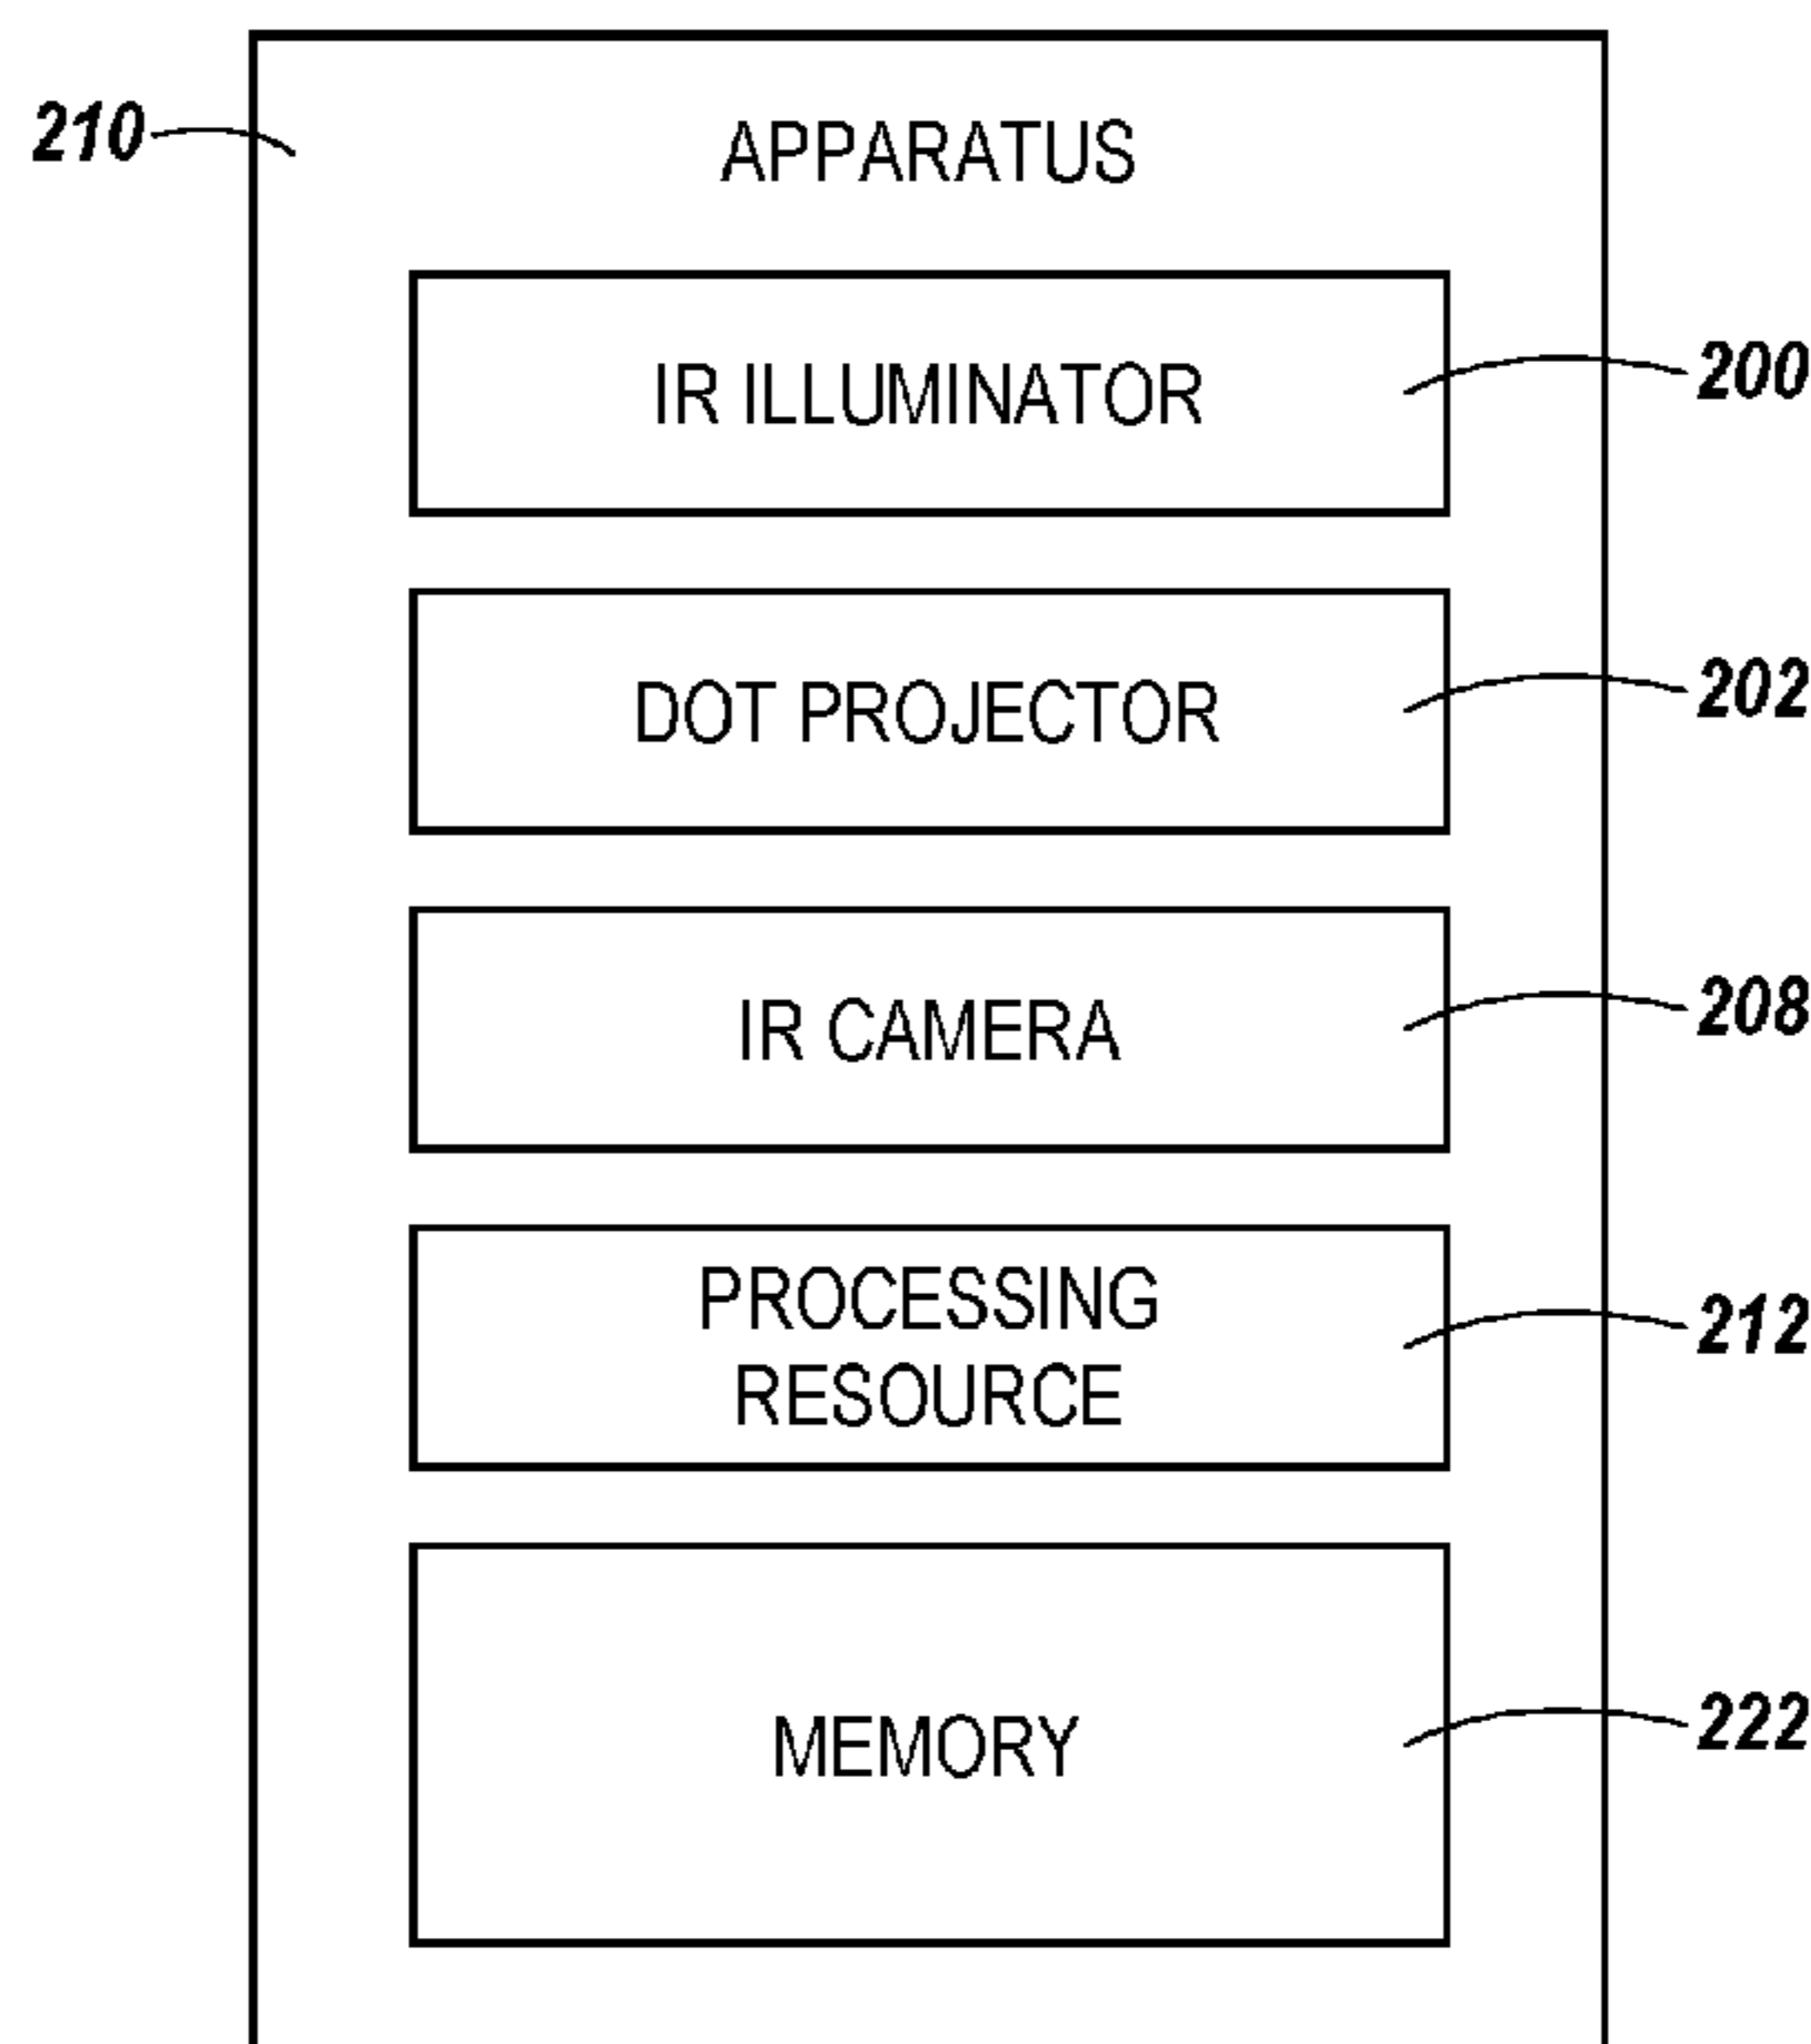 210
APPARATUS
IR ILLUMINATOR
200
DOT PROJECTOR
202
IR CAMERA
208
PROCESSING
RESOURCE
212
MEMORY
222